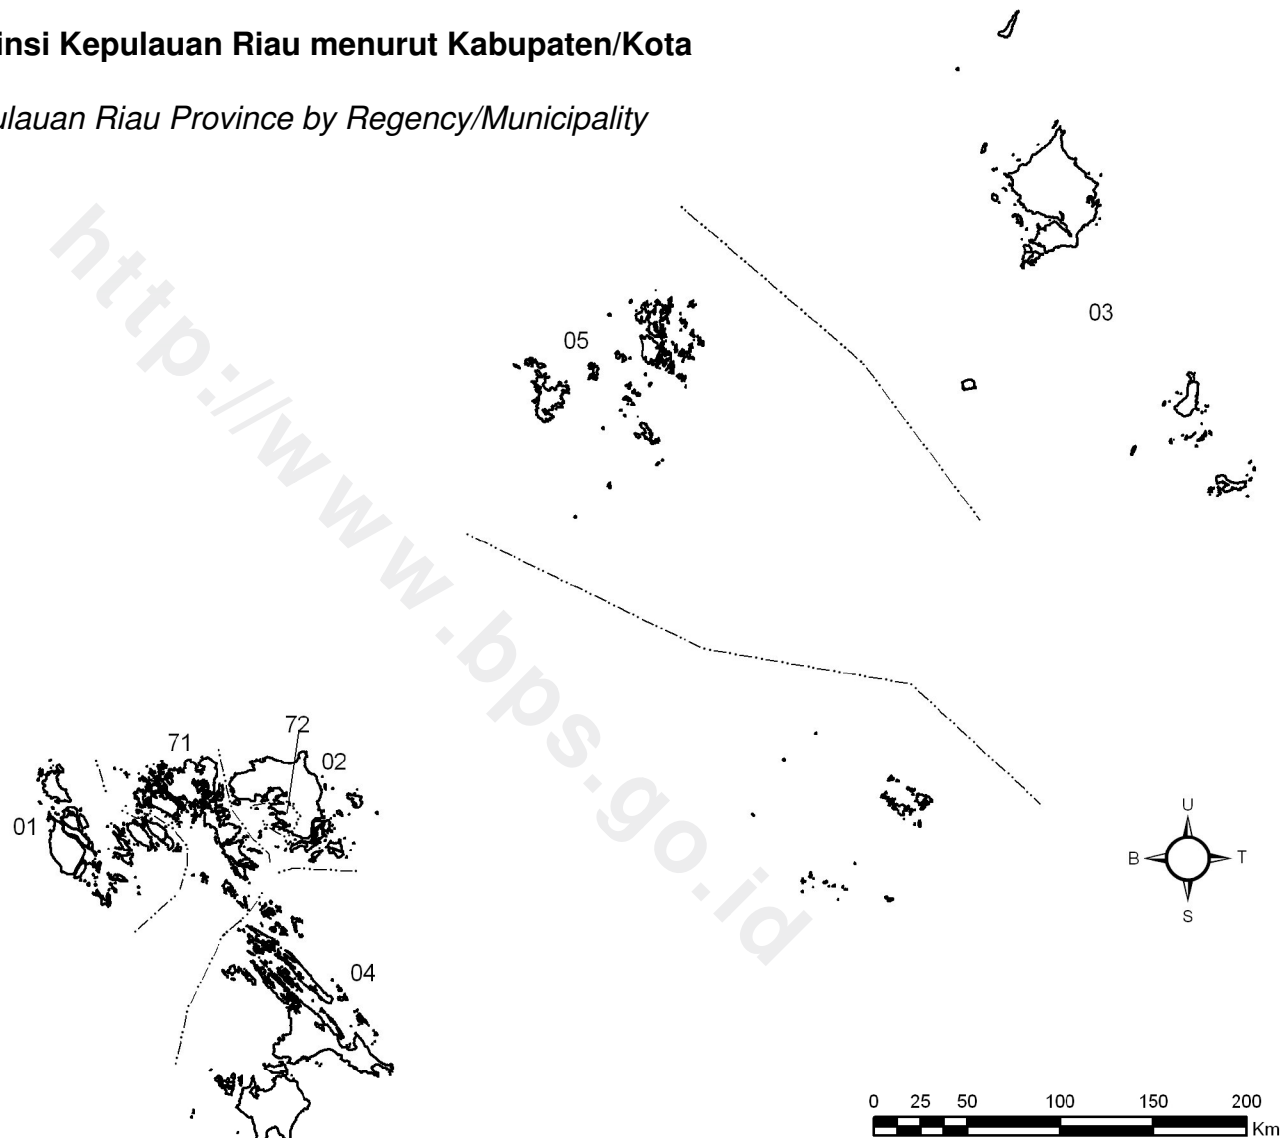 insi Kepulauan Riau menurut Kabupaten/Kota
ulauan Riau Province by Regency/Municipality
http://www.bps.go.id
03
05
72
71
02
01
04
U
B T
S
0 25 50 100 150 200
Km